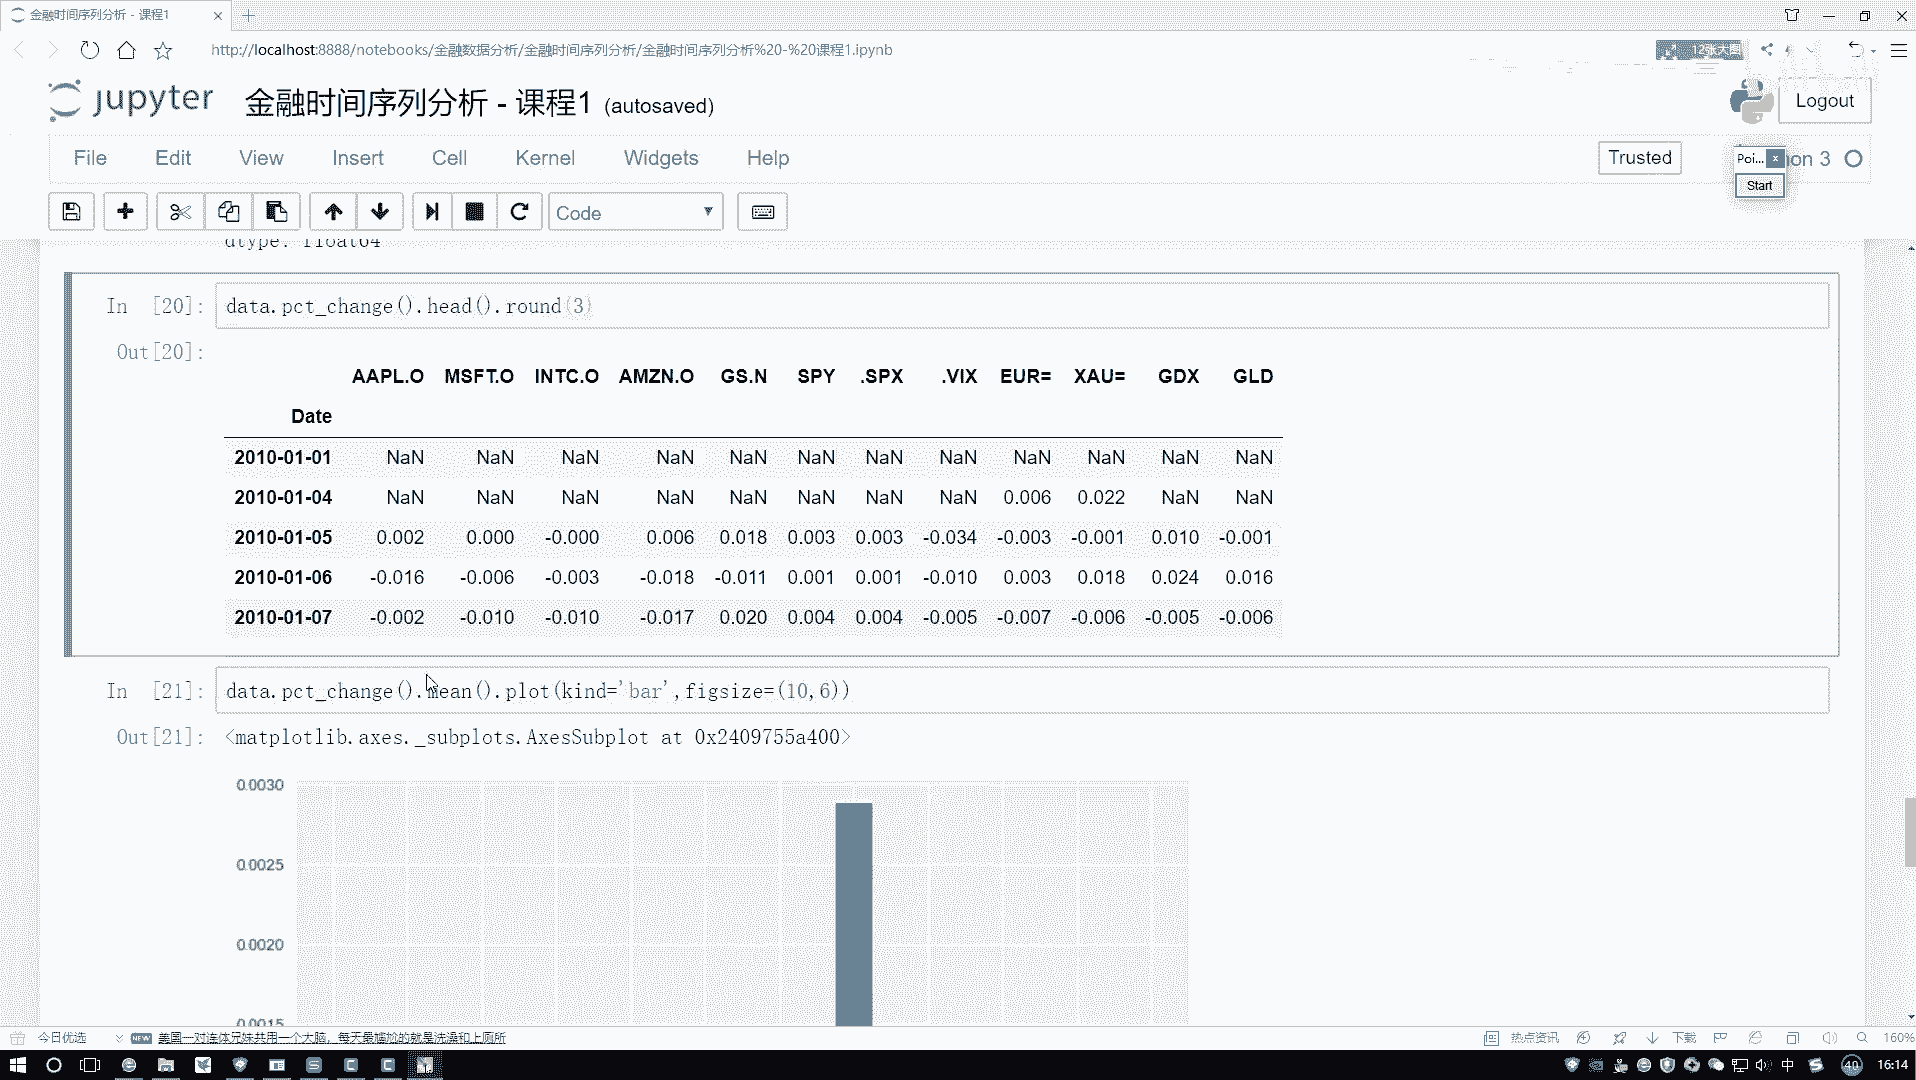 金融时间序列分析 - 课程1
http://localhost:8888/notebooks/金融数据分析/金融时间序列分析/金融时间序列分析%20-%20课程1.ipynb
12张大图
jupyter 金融时间序列分析 - 课程1 (autosaved)
Logout
File Edit View Insert Cell Kernel Widgets Help
Trusted
Poi...
on 3
Start
Code
dtype: float64
In [20]: data.pct_change().head().round(3)
Out[20]:
AAPL.O MSFT.O INTC.O AMZN.O GS.N SPY .SPX .VIX EUR= XAU= GDX GLD
Date
2010-01-01 NaN NaN NaN NaN NaN NaN NaN NaN NaN NaN NaN NaN
2010-01-04 NaN NaN NaN NaN NaN NaN NaN NaN 0.006 0.022 NaN NaN
2010-01-05 0.002 0.000 -0.000 0.006 0.018 0.003 0.003 -0.034 -0.003 -0.001 0.010 -0.001
2010-01-06 -0.016 -0.006 -0.003 -0.018 -0.011 0.001 0.001 -0.010 0.003 0.018 0.024 0.016
2010-01-07 -0.002 -0.010 -0.010 -0.017 0.020 0.004 0.004 -0.005 -0.007 -0.006 -0.005 -0.006
In [21]: data.pct_change().mean().plot(kind='bar',figsize=(10,6))
Out[21]: <matplotlib.axes._subplots.AxesSubplot at 0x2409755a400>
0.0030
0.0025
0.0020
0.0015
今日优选
NEW 美国一对连体兄妹共用一个大脑，每天最尴尬的就是洗澡和上厕所
热点资讯
下载
160%
中
40
16:14